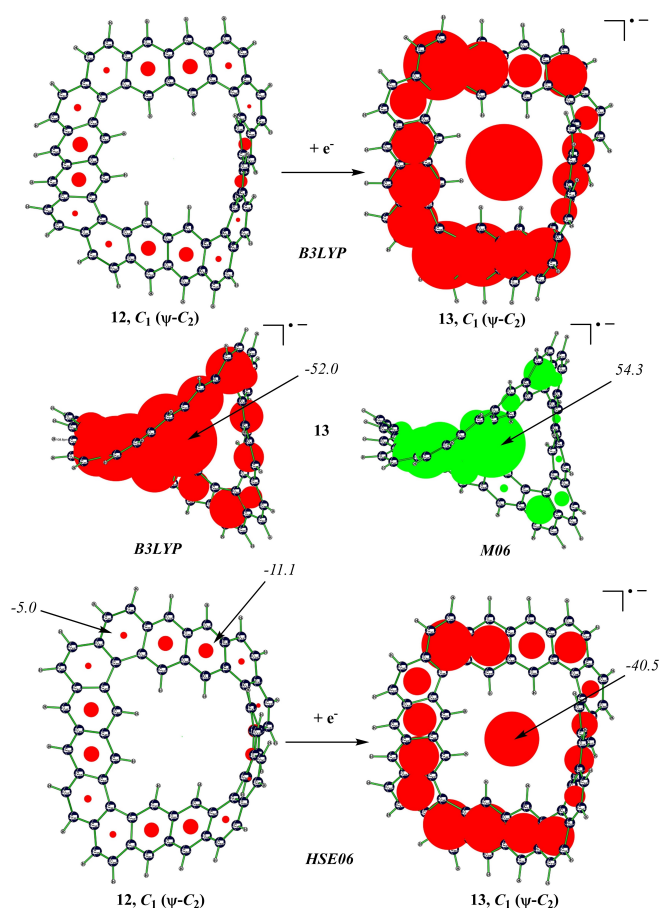 •−
+ e-
B3LYP
12, C1 (ψ-C2)
13, C1 (ψ-C2)
•−
•−
-52.0
54.3
13
B3LYP
M06
-11.1
-5.0
•−
-40.5
+ e-
HSE06
12, C1 (ψ-C2)
13, C1 (ψ-C2)